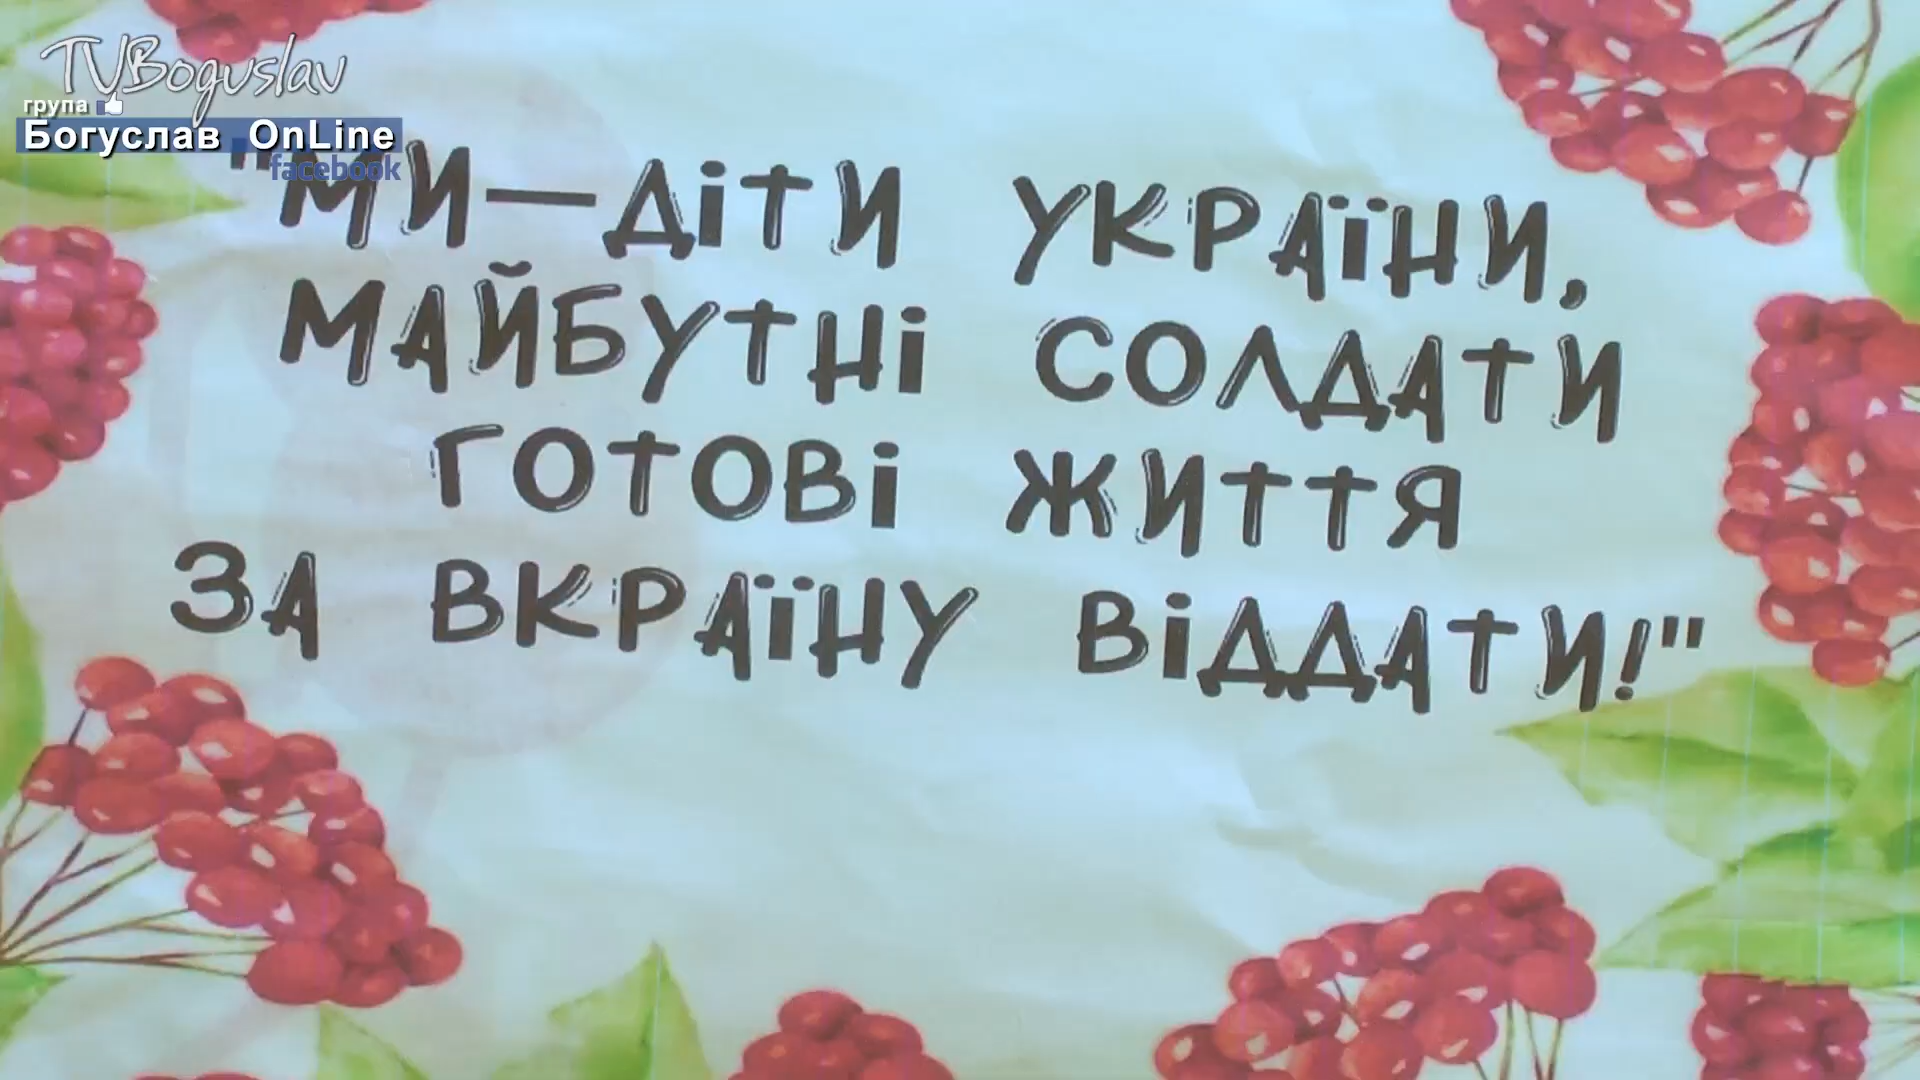 TVBoguslav
група
Богуслав OnLine
facebook
"МИ—ДІТИ УКРАЇНИ,
МАЙБУТНІ СОЛДАТИ
ГОТОВІ ЖИТТЯ
ЗА ВКРАЇНУ ВІДДАТИ!"